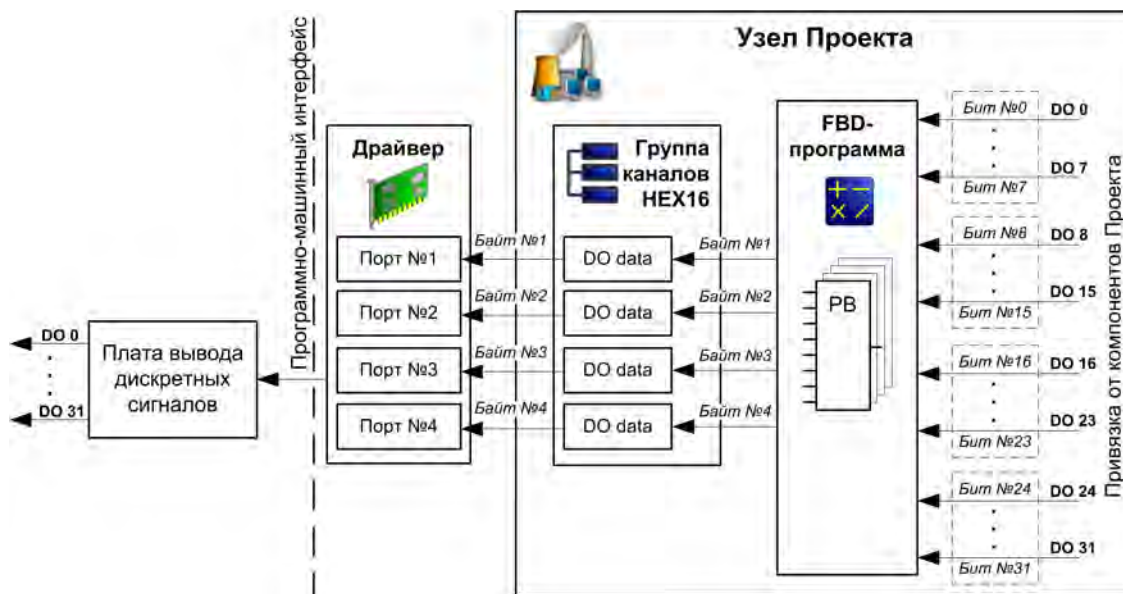 Узел Проекта
Программно-машинный интерфейс
Драйвер
Группа
каналов
HEX16
FBD-
программа
Бит №0
DO 0
DO 7
Бит №7
Бит №8
DO 8
DO 15
Бит №15
Бит №16
DO 16
DO 23
Бит №23
Бит №24
DO 24
DO 31
Бит №31
Привязка от компонентов Проекта
Порт №1
Байт №1
DO data
Байт №1
Порт №2
Байт №2
DO data
Байт №2
Порт №3
Байт №3
DO data
Байт №3
Порт №4
Байт №4
DO data
Байт №4
PB
DO 0
DO 31
Плата вывода
дискретных
сигналов